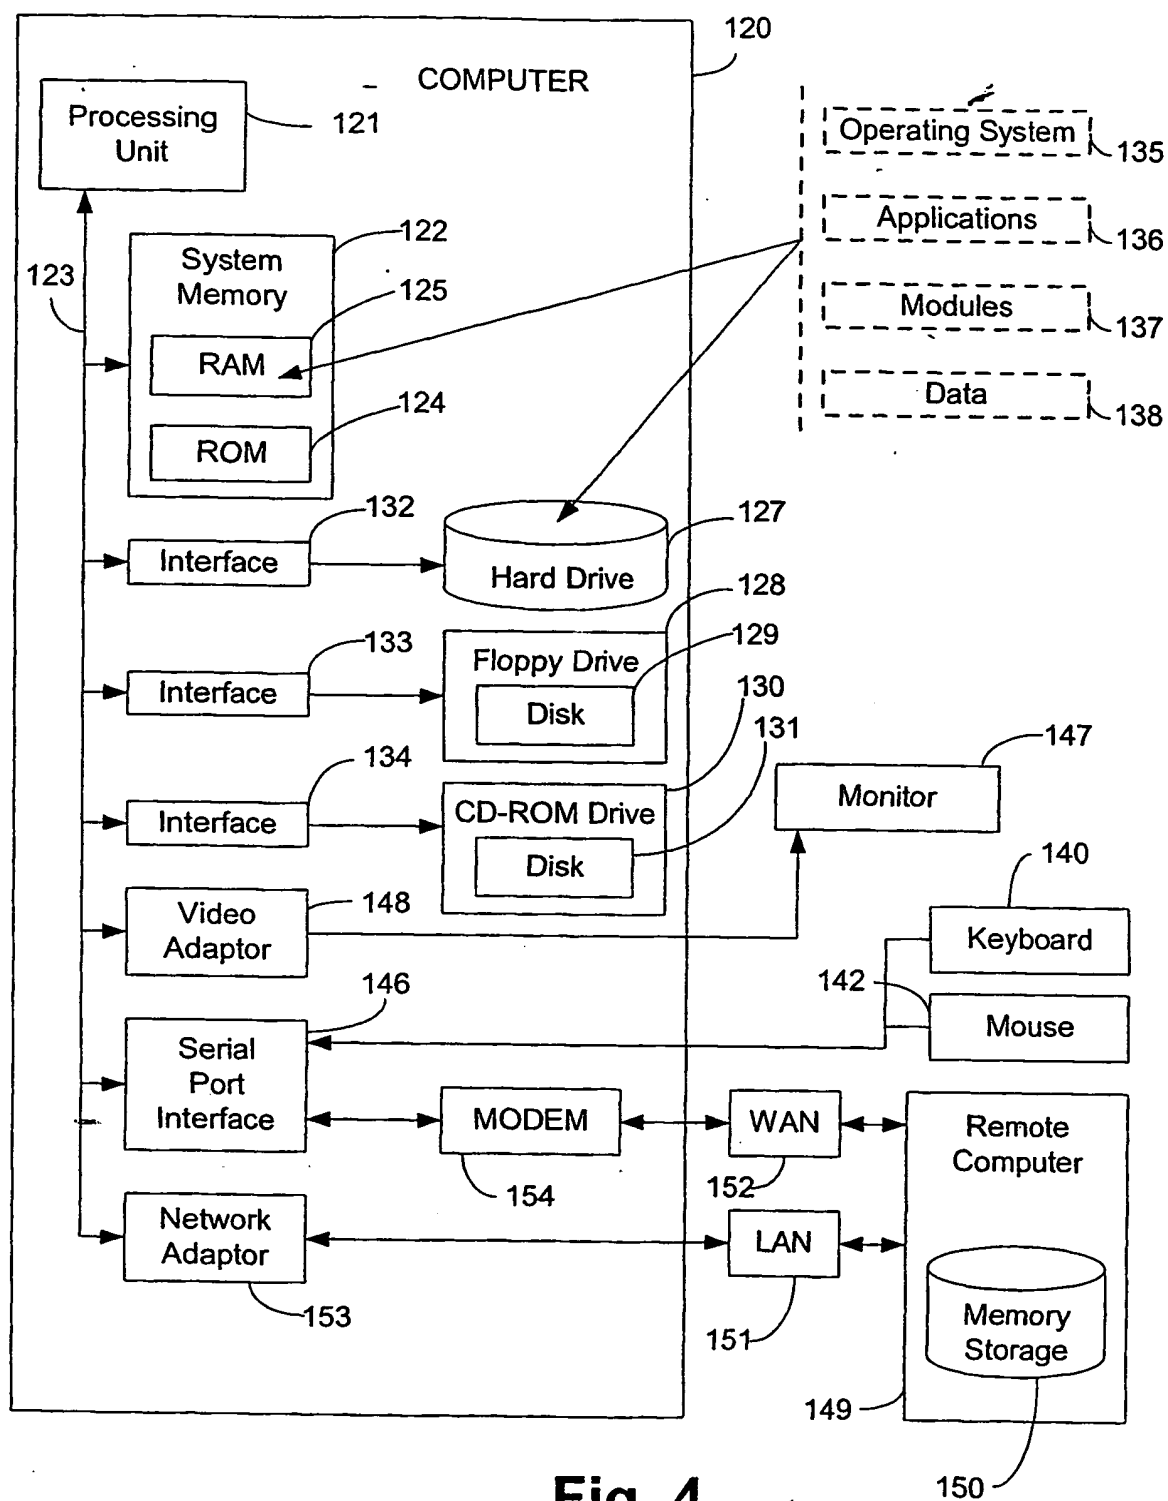 120
COMPUTER
Processing
Unit
121
Operating System
135
Applications
136
Modules
137
Data
138
123
System
Memory
122
125
RAM
124
ROM
132
Interface
127
Hard Drive
128
133
129
Interface
Floppy Drive
Disk
130
131
134
Interface
CD-ROM Drive
Disk
147
Monitor
148
Video
Adaptor
140
Keyboard
142
Mouse
146
Serial
Port
Interface
MODEM
154
WAN
152
Remote
Computer
Network
Adaptor
153
LAN
151
Memory
Storage
149
150
Fig. 4